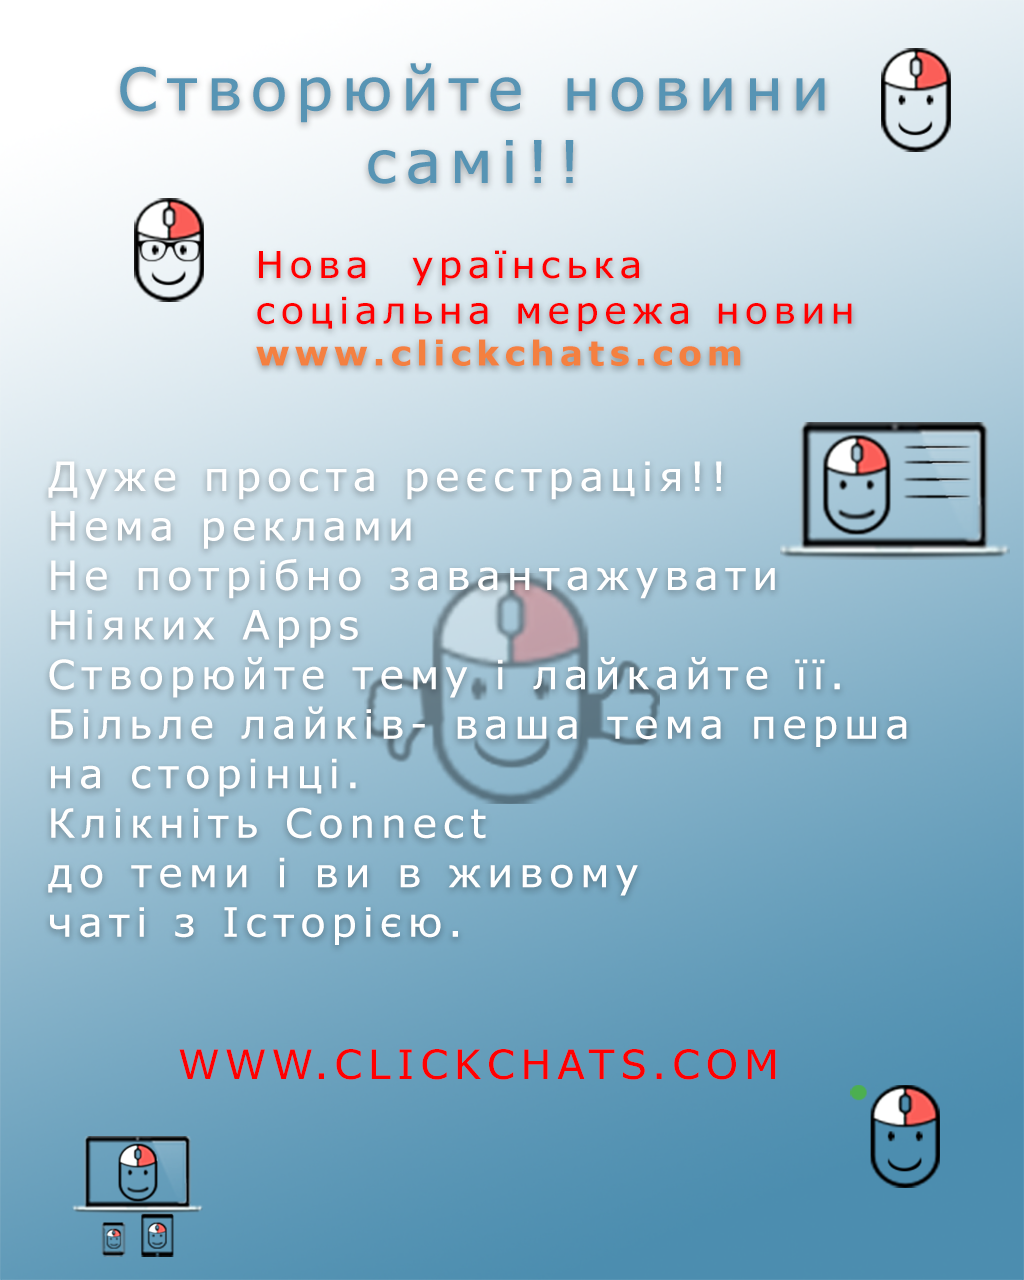 Створюйте новини
самі!!
Нова ураїнська
соціальна мережа новин
www.clickchats.com
Дуже проста реєстрація!!
Нема реклами
Не потрібно завантажувати
Ніяких Apps
Створюйте тему і лайкайте її.
Більле лайків- ваша тема перша
на сторінці.
Клікніть Connect
до теми і ви в живому
чаті з Історією.
WWW.CLICKCHATS.COM